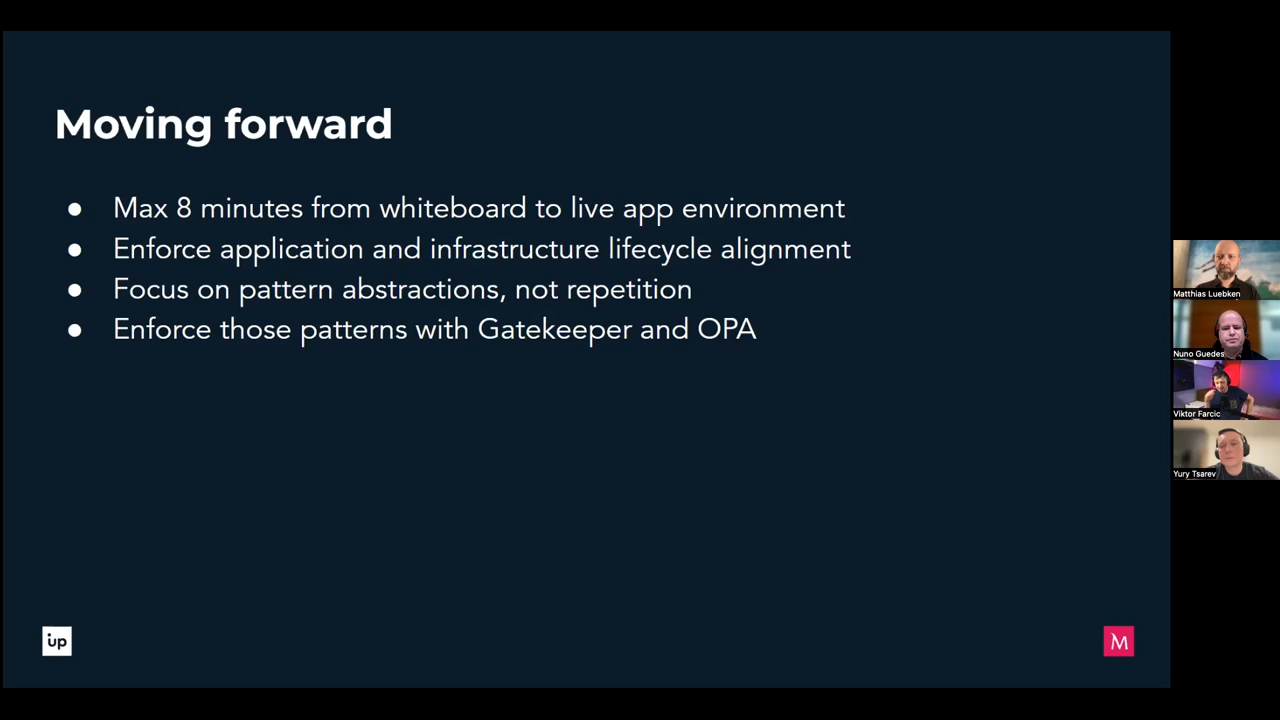 Moving forward
● Max 8 minutes from whiteboard to live app environment
● Enforce application and infrastructure lifecycle alignment
● Focus on pattern abstractions, not repetition
● Enforce those patterns with Gatekeeper and OPA
Matthias Luebken
Nuno Guedes
Viktor Farcic
Yury Tsarev
up
M